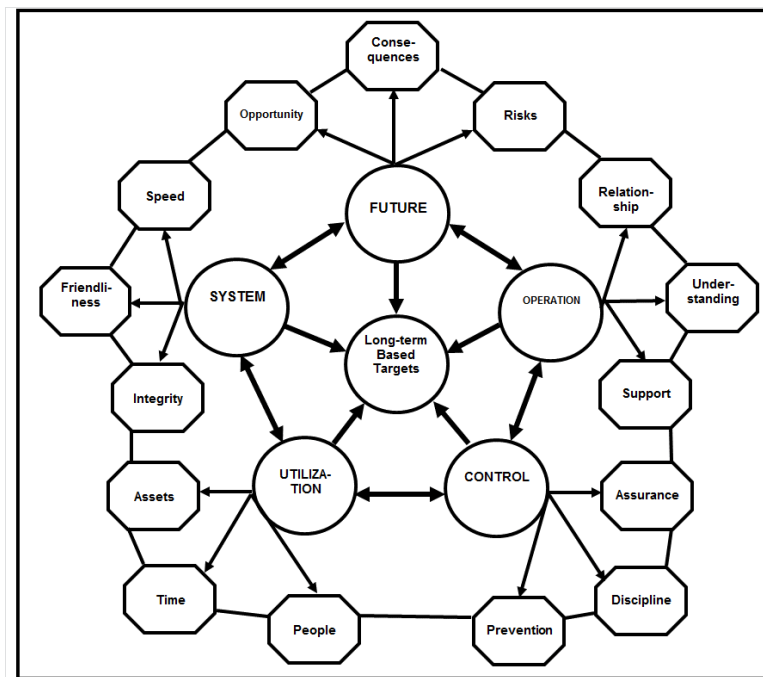 Conse-
quences
Opportunity
Risks
Speed
Relation-
ship
FUTURE
Friendli-
ness
SYSTEM
OPERATION
Under-
standing
Long-term
Based
Targets
Integrity
Support
UTILIZA-
TION
CONTROL
Assets
Assurance
Time
Discipline
People
Prevention